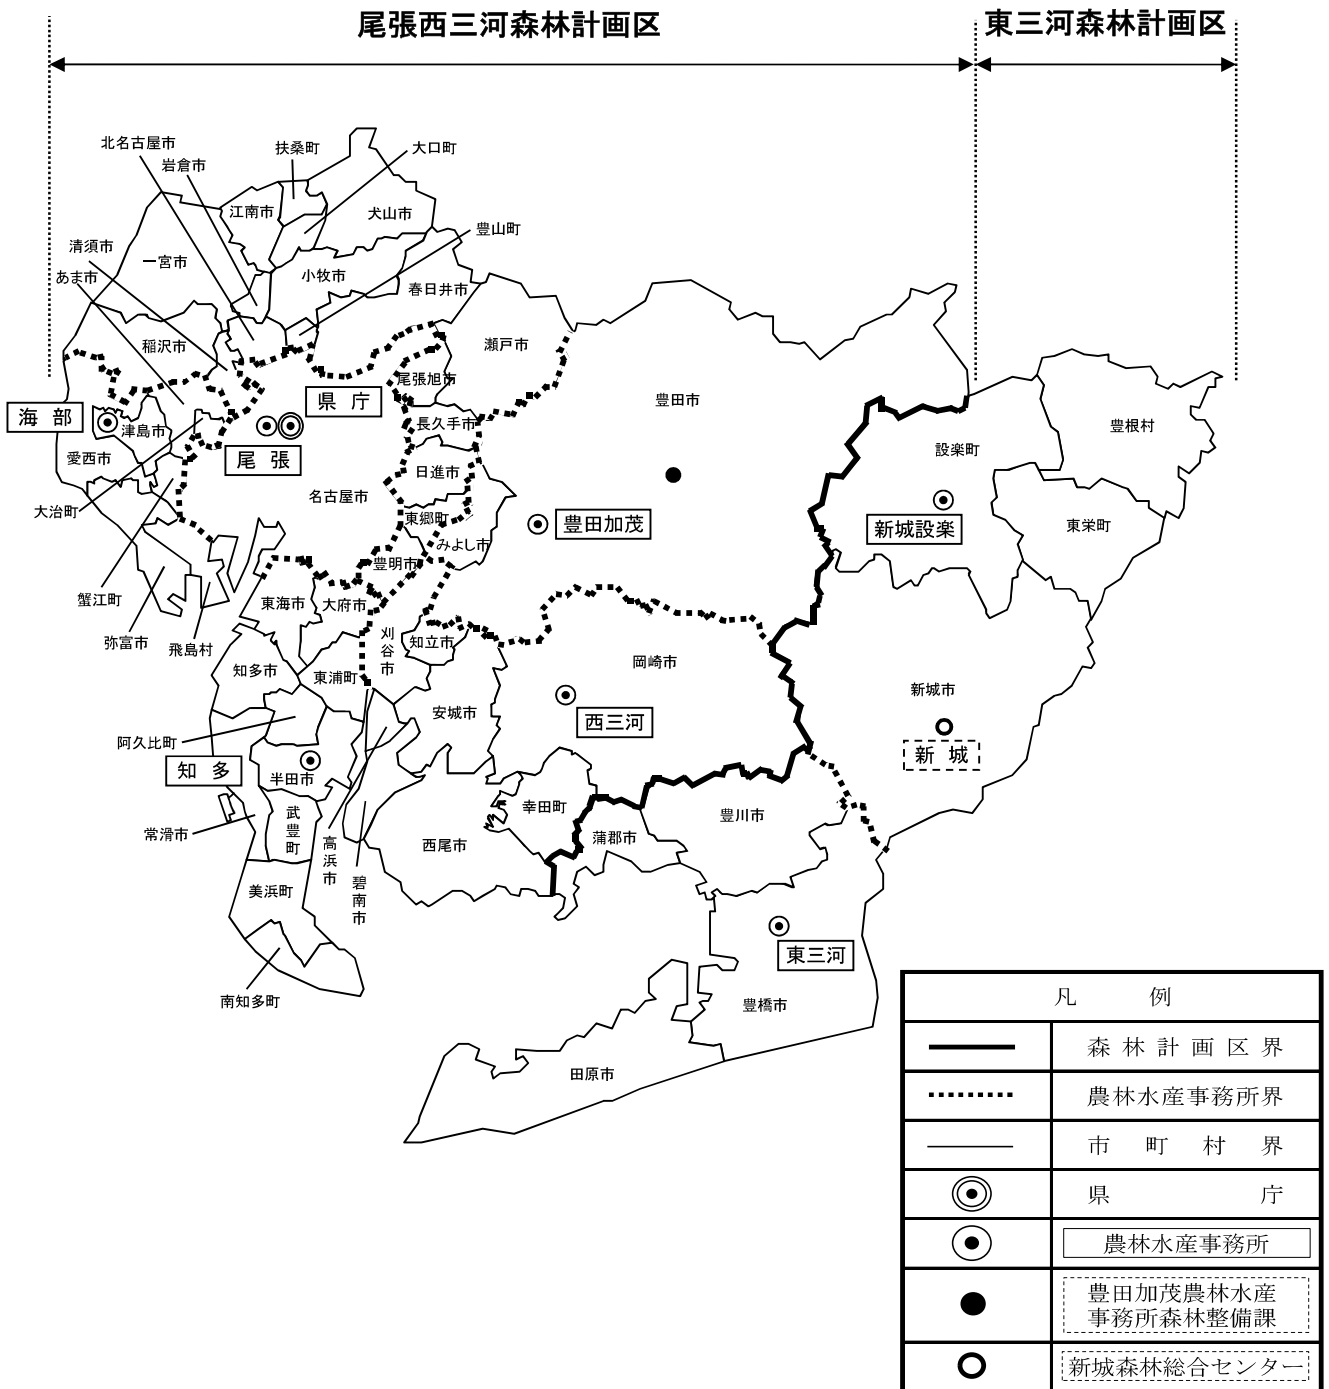 尾張西三河森林計画区
東三河森林計画区
北名古屋市
岩倉市
扶桑町
大口町
江南市
犬山市
豊山町
清須市
あま市
一宮市
小牧市
春日井市
稲沢市
瀬戸市
尾張旭市
県 庁
豊田市
海 部
津島市
長久手市
豊根村
愛西市
尾 張
日進市
設楽町
名古屋市
大治町
東郷町
豊田加茂
新城設楽
東栄町
みよし市
豊明市
蟹江町
東海市
大府市
弥富市
飛島村
刈谷市
知立市
知多市
東浦町
岡崎市
新城市
安城市
西三河
阿久比町
新 城
知 多
半田市
幸田町
豊川市
常滑市
武豊町
高浜市
西尾市
蒲郡市
美浜町
碧南市
東三河
南知多町
豊橋市
田原市
凡 例
森林計画区界
農林水産事務所界
市町村界
県 庁
農林水産事務所
豊田加茂農林水産
事務所森林整備課
新城森林総合センター